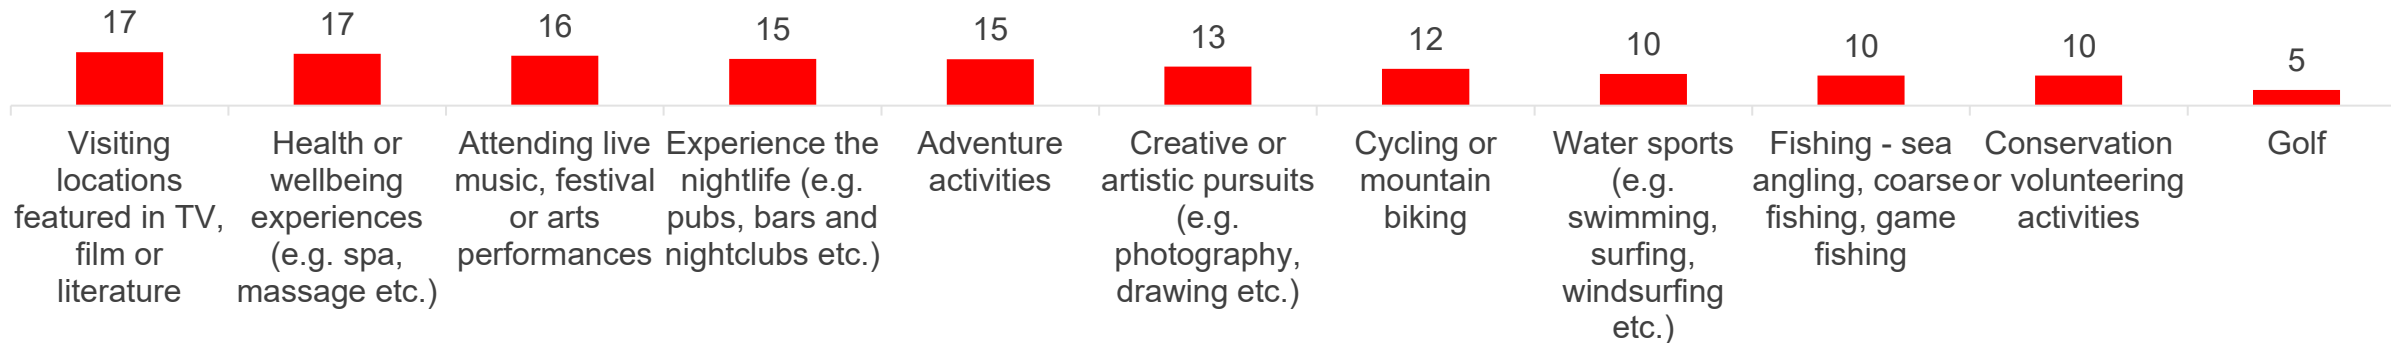 17
17
16
15
15
13
12
10
10
10
5
Visiting
locations
featured in TV,
film or
literature
Health or
wellbeing
experiences
(e.g. spa,
massage etc.)
Attending live
music, festival
or arts
performances
Experience the
nightlife (e.g.
pubs, bars and
nightclubs etc.)
Adventure
activities
Creative or
artistic pursuits
(e.g.
photography,
drawing etc.)
Cycling or
mountain
biking
Water sports
(e.g.
swimming,
surfing,
windsurfing
etc.)
Fishing - sea
angling, coarse
fishing, game
fishing
Conservation
or volunteering
activities
Golf